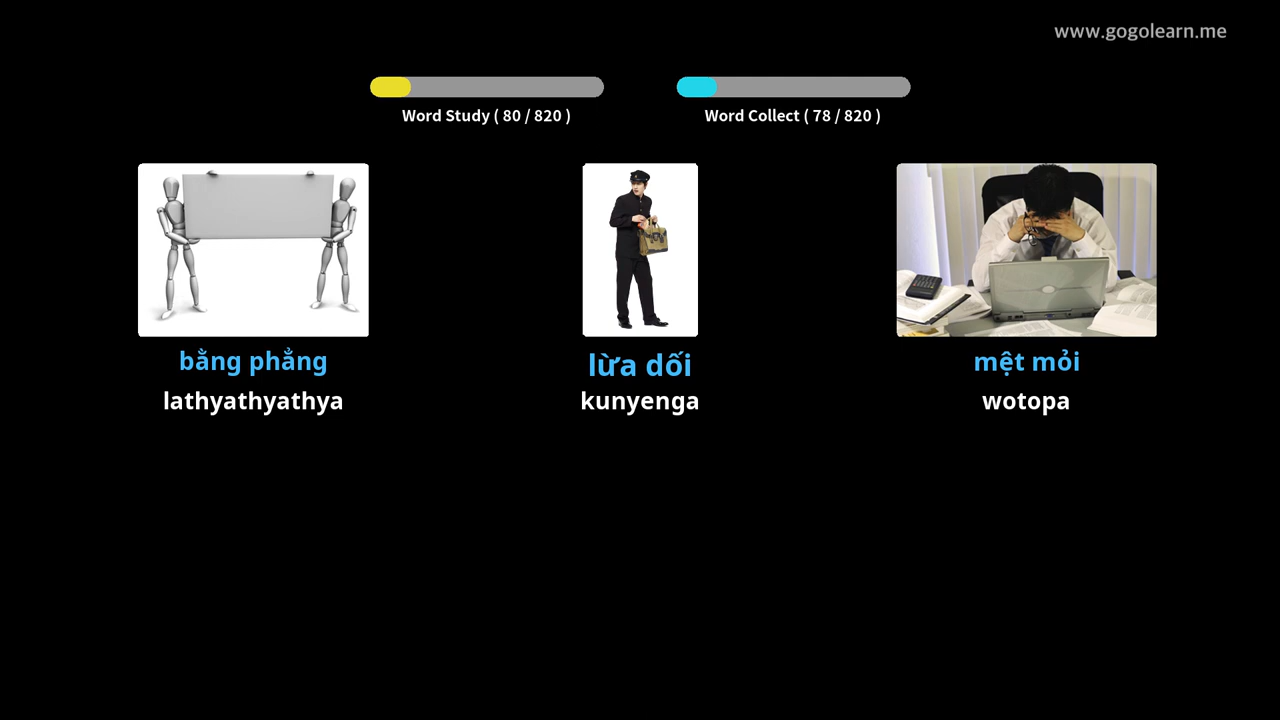 www.gogolearn.me
Word Study ( 80 / 820 )
Word Collect ( 78 / 820 )
bằng phẳng
lathyathyathya
lừa dối
kunyenga
mệt mỏi
wotopa